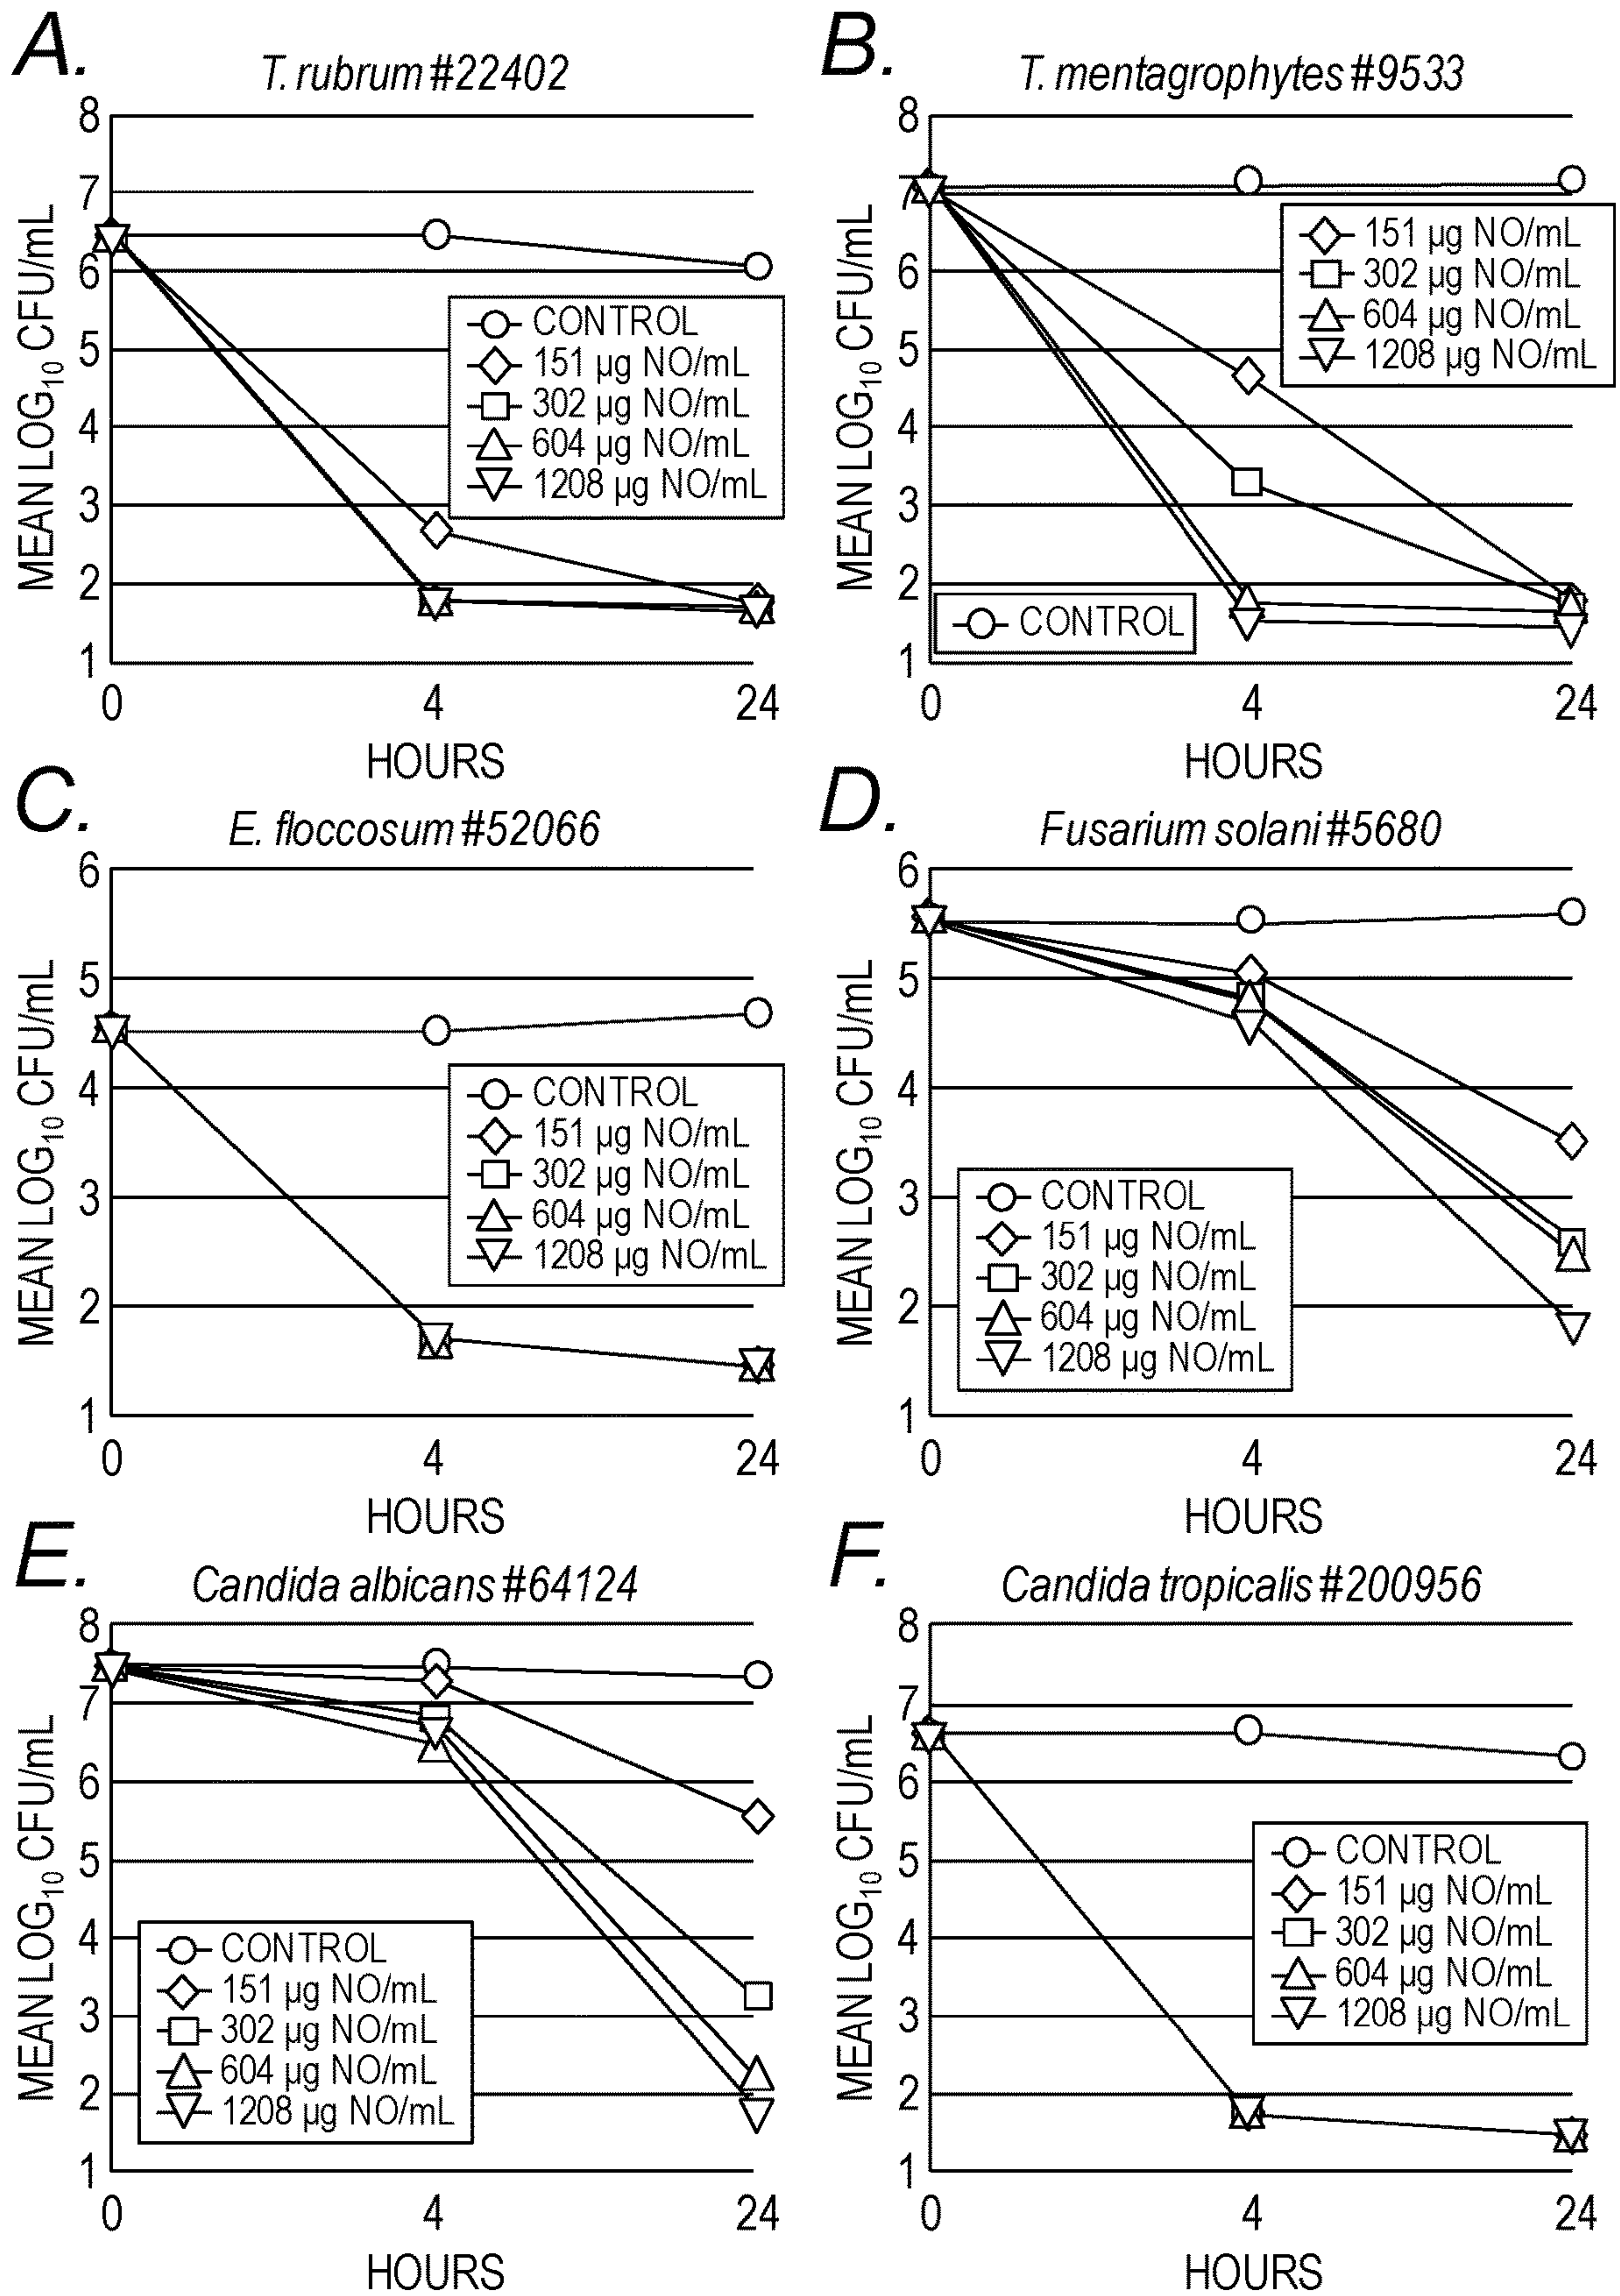 A.
T. rubrum #22402
8
7
6
5
4
3
2
1
MEAN LOG10 CFU/mL
CONTROL
151 µg NO/mL
302 µg NO/mL
604 µg NO/mL
1208 µg NO/mL
0 4 24
HOURS
B.
T. mentagrophytes #9533
8
7
6
5
4
3
2
1
MEAN LOG10 CFU/mL
151 µg NO/mL
302 µg NO/mL
604 µg NO/mL
1208 µg NO/mL
CONTROL
0 4 24
HOURS
C.
E. floccosum #52066
6
5
4
3
2
1
MEAN LOG10 CFU/mL
CONTROL
151 µg NO/mL
302 µg NO/mL
604 µg NO/mL
1208 µg NO/mL
0 4 24
HOURS
D.
Fusarium solani #5680
6
5
4
3
2
1
MEAN LOG10 CFU/mL
CONTROL
151 µg NO/mL
302 µg NO/mL
604 µg NO/mL
1208 µg NO/mL
0 4 24
HOURS
E.
Candida albicans #64124
8
7
6
5
4
3
2
1
MEAN LOG10 CFU/mL
CONTROL
151 µg NO/mL
302 µg NO/mL
604 µg NO/mL
1208 µg NO/mL
0 4 24
HOURS
F.
Candida tropicalis #200956
8
7
6
5
4
3
2
1
MEAN LOG10 CFU/mL
CONTROL
151 µg NO/mL
302 µg NO/mL
604 µg NO/mL
1208 µg NO/mL
0 4 24
HOURS